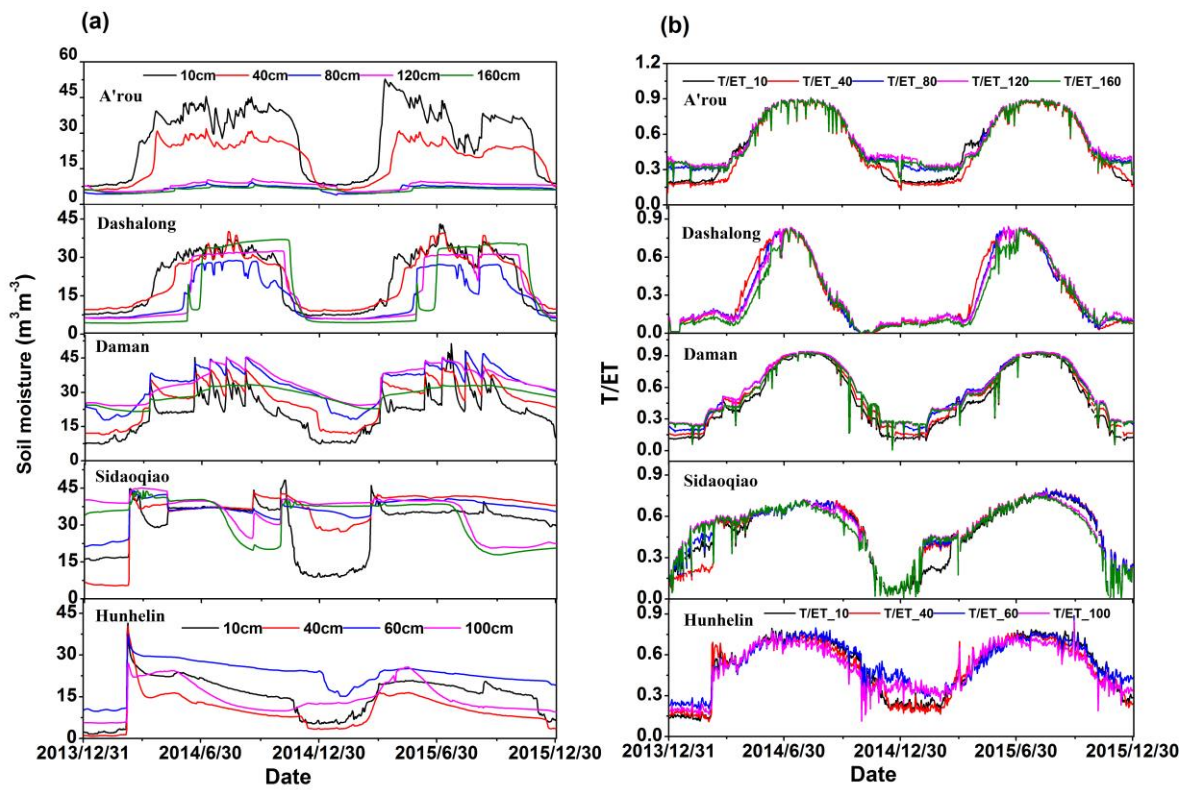 (a)
Soil moisture (m³m⁻³)
60
45
30
15
0
10cm 40cm 80cm 120cm 160cm
A'rou
45
30
15
0
Dashalong
45
30
15
0
Daman
45
30
15
0
Sidaoqiao
45
30
15
0
Hunhelin
10cm 40cm 60cm 100cm
2013/12/31 2014/6/30 2014/12/30 2015/6/30 2015/12/30
Date
(b)
T/ET
1.2
0.9
0.6
0.3
0.0
T/ET_10 T/ET_40 T/ET_80 T/ET_120 T/ET_160
A'rou
0.9
0.6
0.3
0.0
Dashalong
0.9
0.6
0.3
0.0
Daman
0.9
0.6
0.3
0.0
Sidaoqiao
0.9
0.6
0.3
0.0
Hunhelin
T/ET_10 T/ET_40 T/ET_60 T/ET_100
2013/12/31 2014/6/30 2014/12/30 2015/6/30 2015/12/30
Date